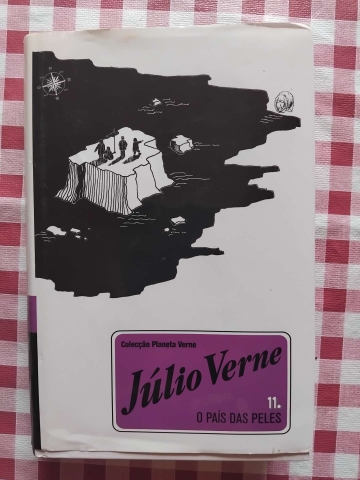 Colecção Planeta Verne
Júlio Verne
11.
O PAÍS DAS PELES